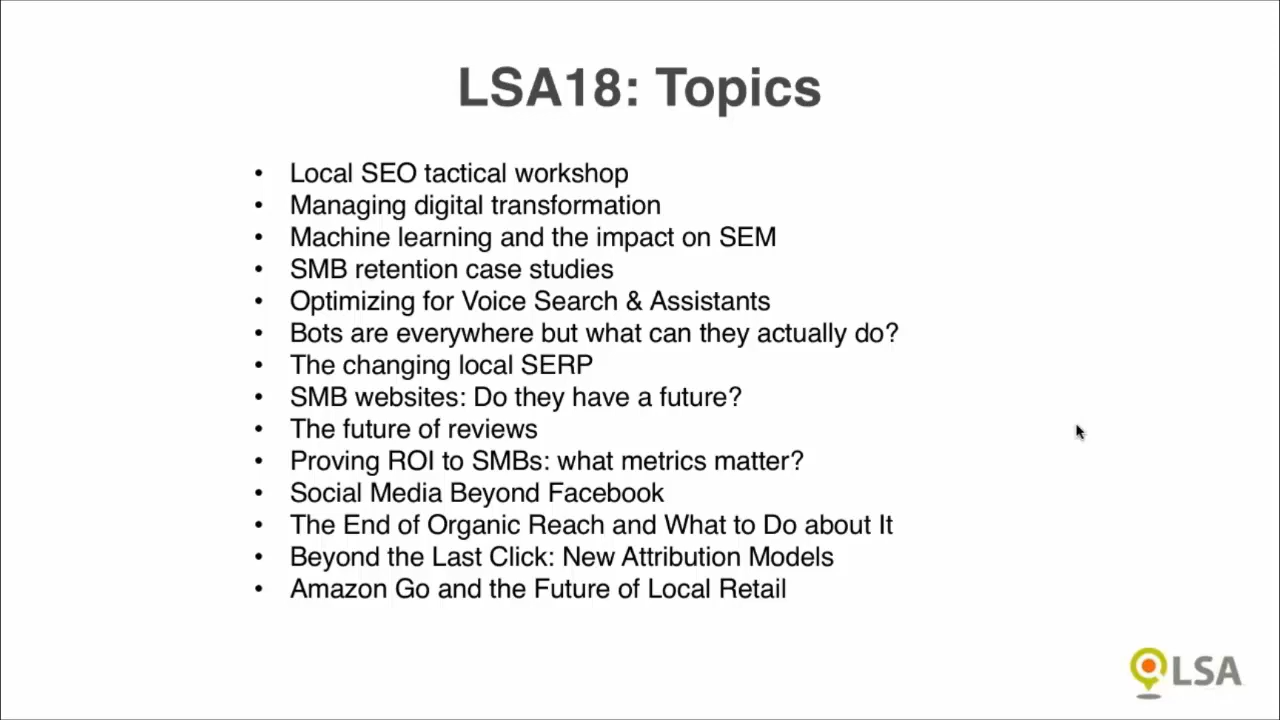 LSA18: Topics
• Local SEO tactical workshop
• Managing digital transformation
• Machine learning and the impact on SEM
• SMB retention case studies
• Optimizing for Voice Search & Assistants
• Bots are everywhere but what can they actually do?
• The changing local SERP
• SMB websites: Do they have a future?
• The future of reviews
• Proving ROI to SMBs: what metrics matter?
• Social Media Beyond Facebook
• The End of Organic Reach and What to Do about It
• Beyond the Last Click: New Attribution Models
• Amazon Go and the Future of Local Retail
LSA